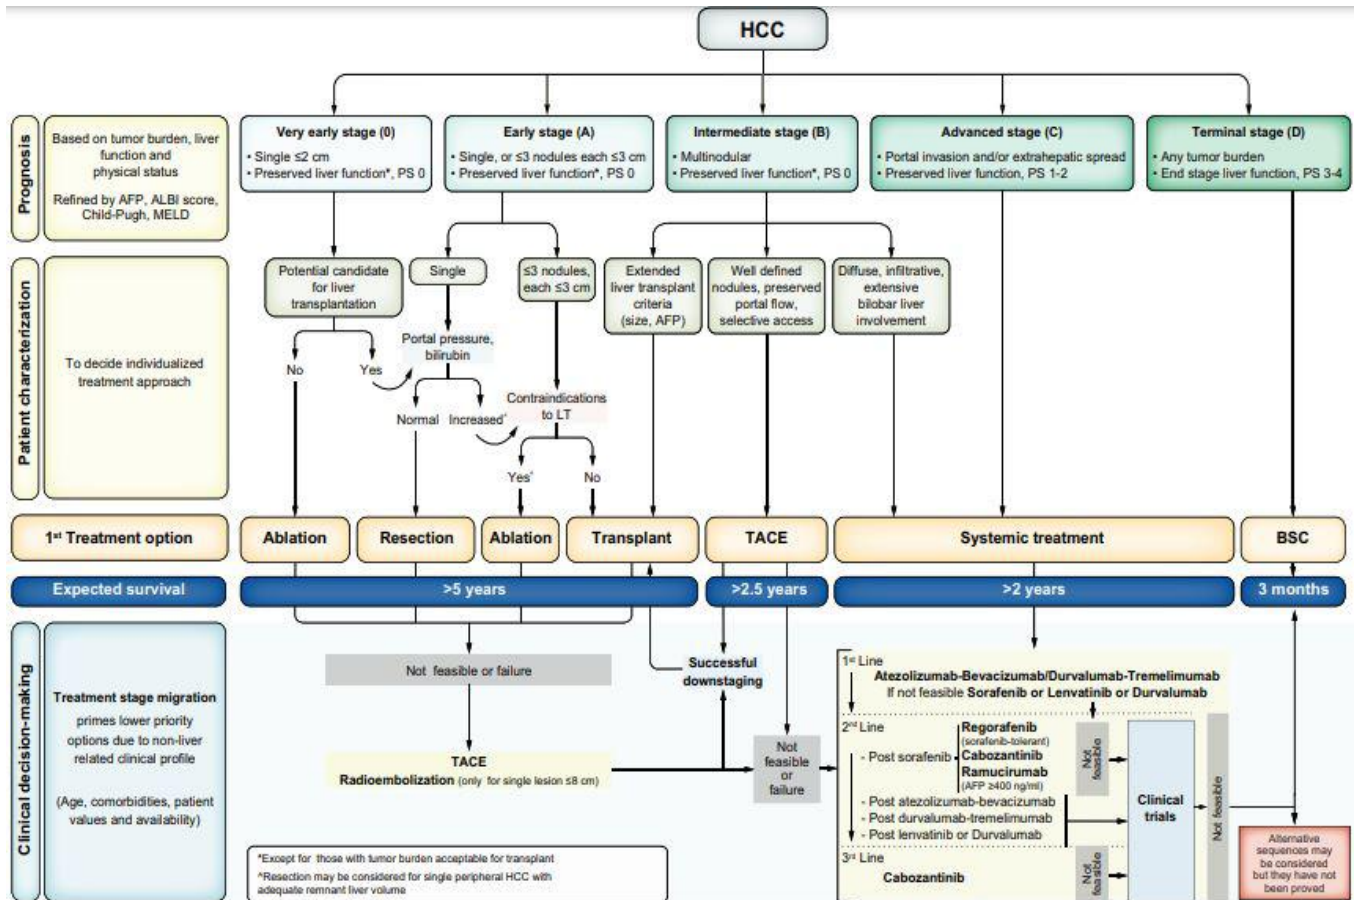 HCC
Prognosis
Based on tumor burden, liver
function and
physical status
Refined by AFP, ALBI score,
Child-Pugh, MELD
Very early stage (0)
• Single ≤2 cm
• Preserved liver function*, PS 0
Early stage (A)
• Single, or ≤3 nodules each ≤3 cm
• Preserved liver function*, PS 0
Intermediate stage (B)
• Multinodular
• Preserved liver function*, PS 0
Advanced stage (C)
• Portal invasion and/or extrahepatic spread
• Preserved liver function, PS 1-2
Terminal stage (D)
• Any tumor burden
• End stage liver function, PS 3-4
Patient characterization
To decide individualized
treatment approach
Potential candidate
for liver
transplantation
Single
≤3 nodules,
each ≤3 cm
Extended
liver transplant
criteria
(size, AFP)
Well defined
nodules, preserved
portal flow,
selective access
Diffuse, infiltrative,
extensive
bilobar liver
involvement
No
Yes
Portal pressure,
bilirubin
Normal
Increased^
Contraindications
to LT
Yes^
No
1st Treatment option
Ablation
Resection
Ablation
Transplant
TACE
Systemic treatment
BSC
Expected survival
>5 years
>2.5 years
>2 years
3 months
Clinical decision-making
Treatment stage migration
primes lower priority
options due to non-liver
related clinical profile
(Age, comorbidities, patient
values and availability)
Not feasible or failure
TACE
Radioembolization (only for single lesion ≤8 cm)
Successful
downstaging
Not
feasible
or
failure
1st Line
Atezolizumab-Bevacizumab/Durvalumab-Tremelimumab
If not feasible Sorafenib or Lenvatinib or Durvalumab
2nd Line
- Post sorafenib
Regorafenib
(sorafenib-tolerant)
Cabozantinib
Ramucirumab
(AFP ≥400 ng/ml)
Not
feasible
- Post atezolizumab-bevacizumab
- Post durvalumab-tremelimumab
- Post lenvatinib or Durvalumab
Clinical
trials
Not feasible
3rd Line
Cabozantinib
Not
feasible
Alternative
sequences may
be considered
but they have not
been proved
*Except for those with tumor burden acceptable for transplant
^Resection may be considered for single peripheral HCC with
adequate remnant liver volume